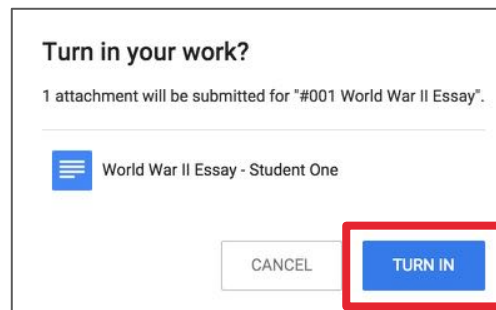 Turn in your work?
1 attachment will be submitted for "#001 World War II Essay".
World War II Essay - Student One
CANCEL
TURN IN